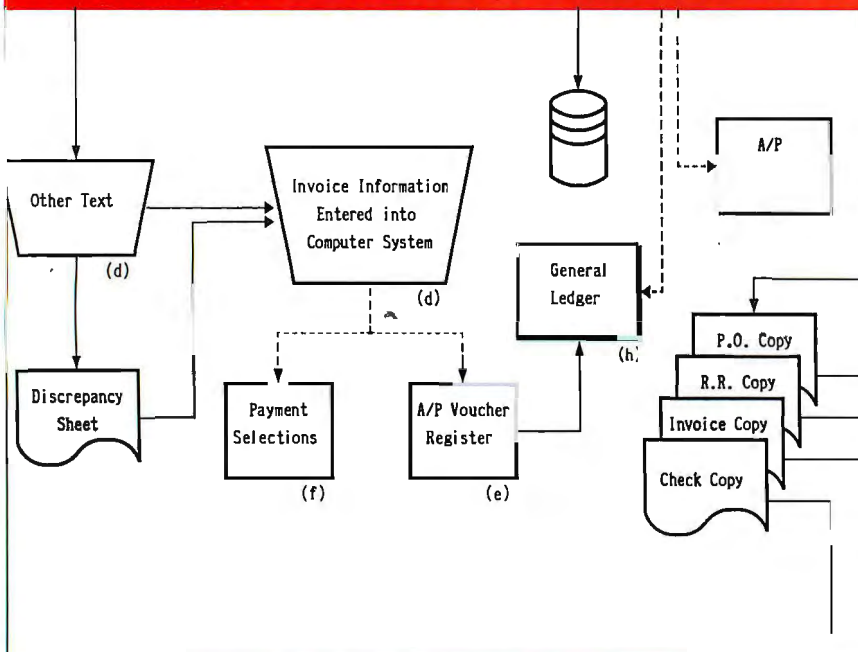 Other Text
(d)
Discrepancy
Sheet
Invoice Information
Entered into
Computer System
(d)
Payment
Selections
(f)
A/P Voucher
Register
(e)
General
Ledger
(h)
A/P
P.O. Copy
R.R. Copy
Invoice Copy
Check Copy